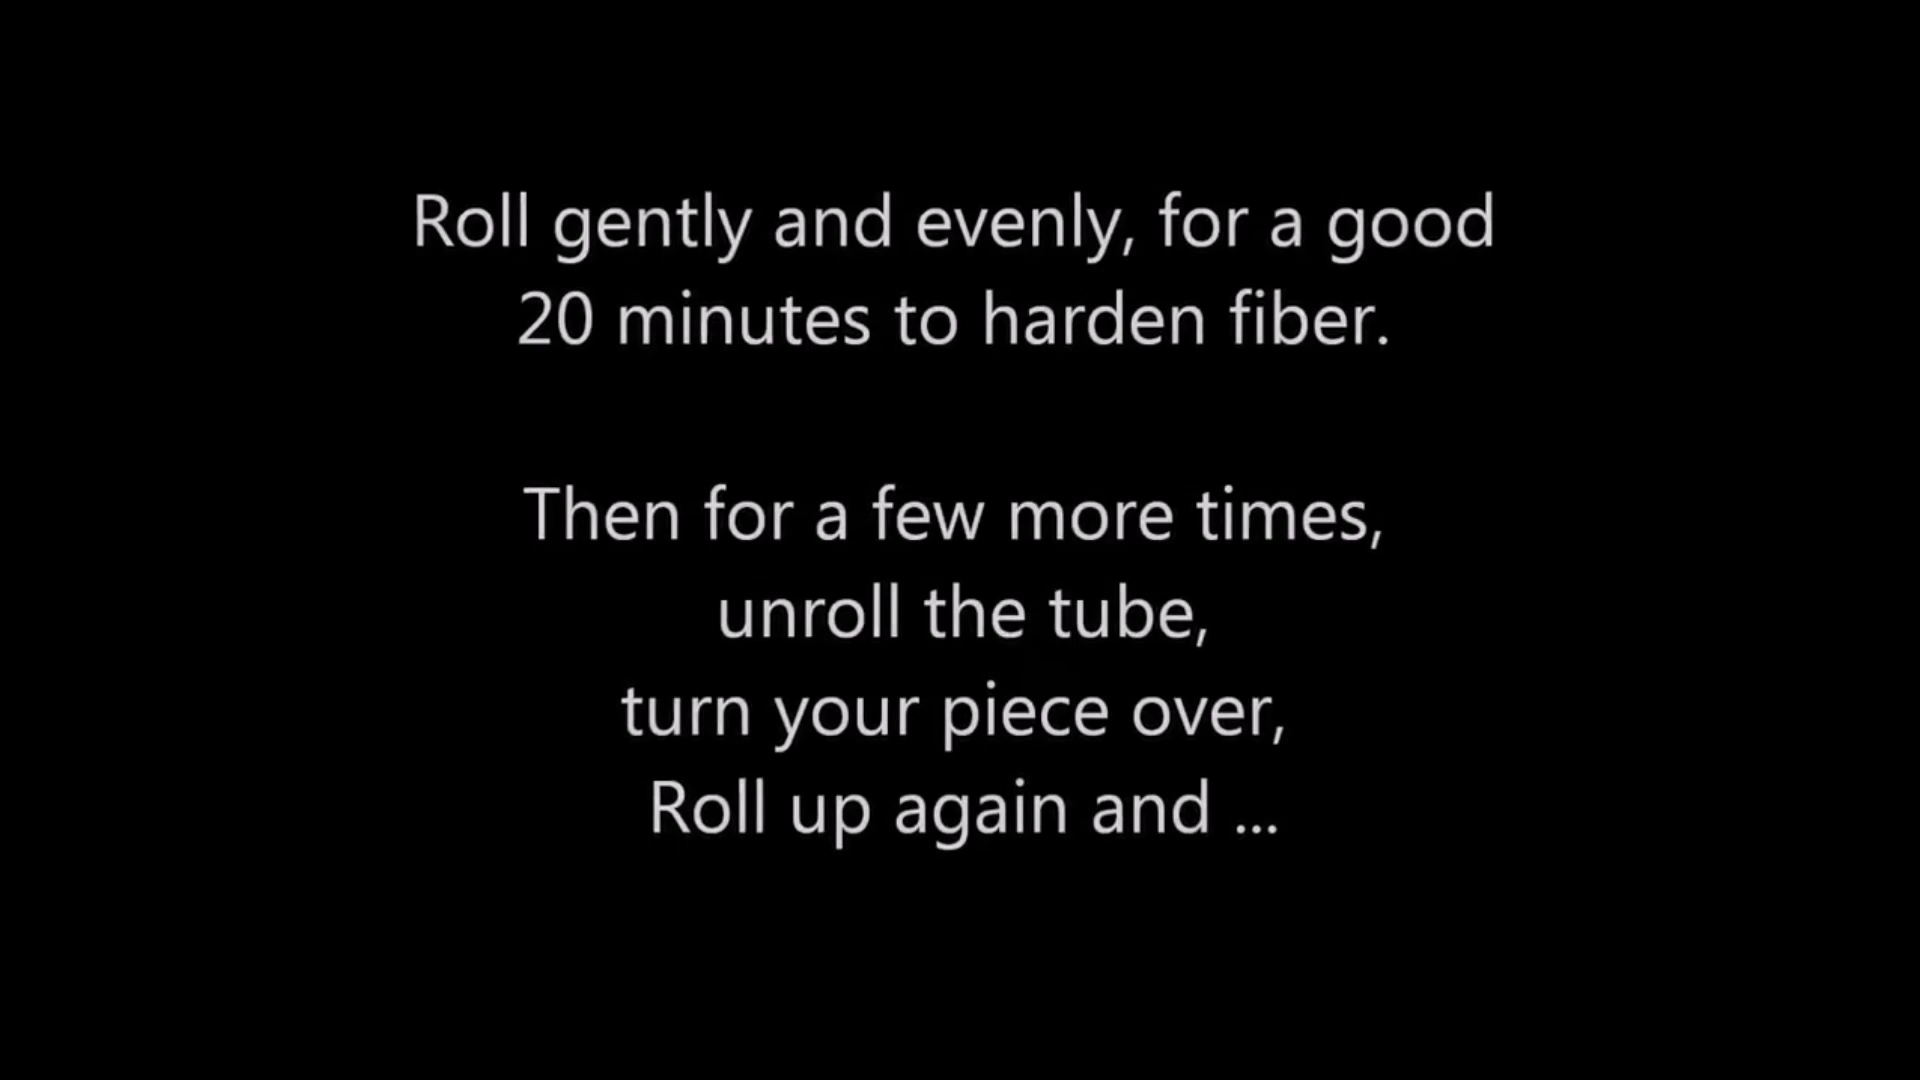 Roll gently and evenly, for a good
20 minutes to harden fiber.
Then for a few more times,
unroll the tube,
turn your piece over,
Roll up again and ...